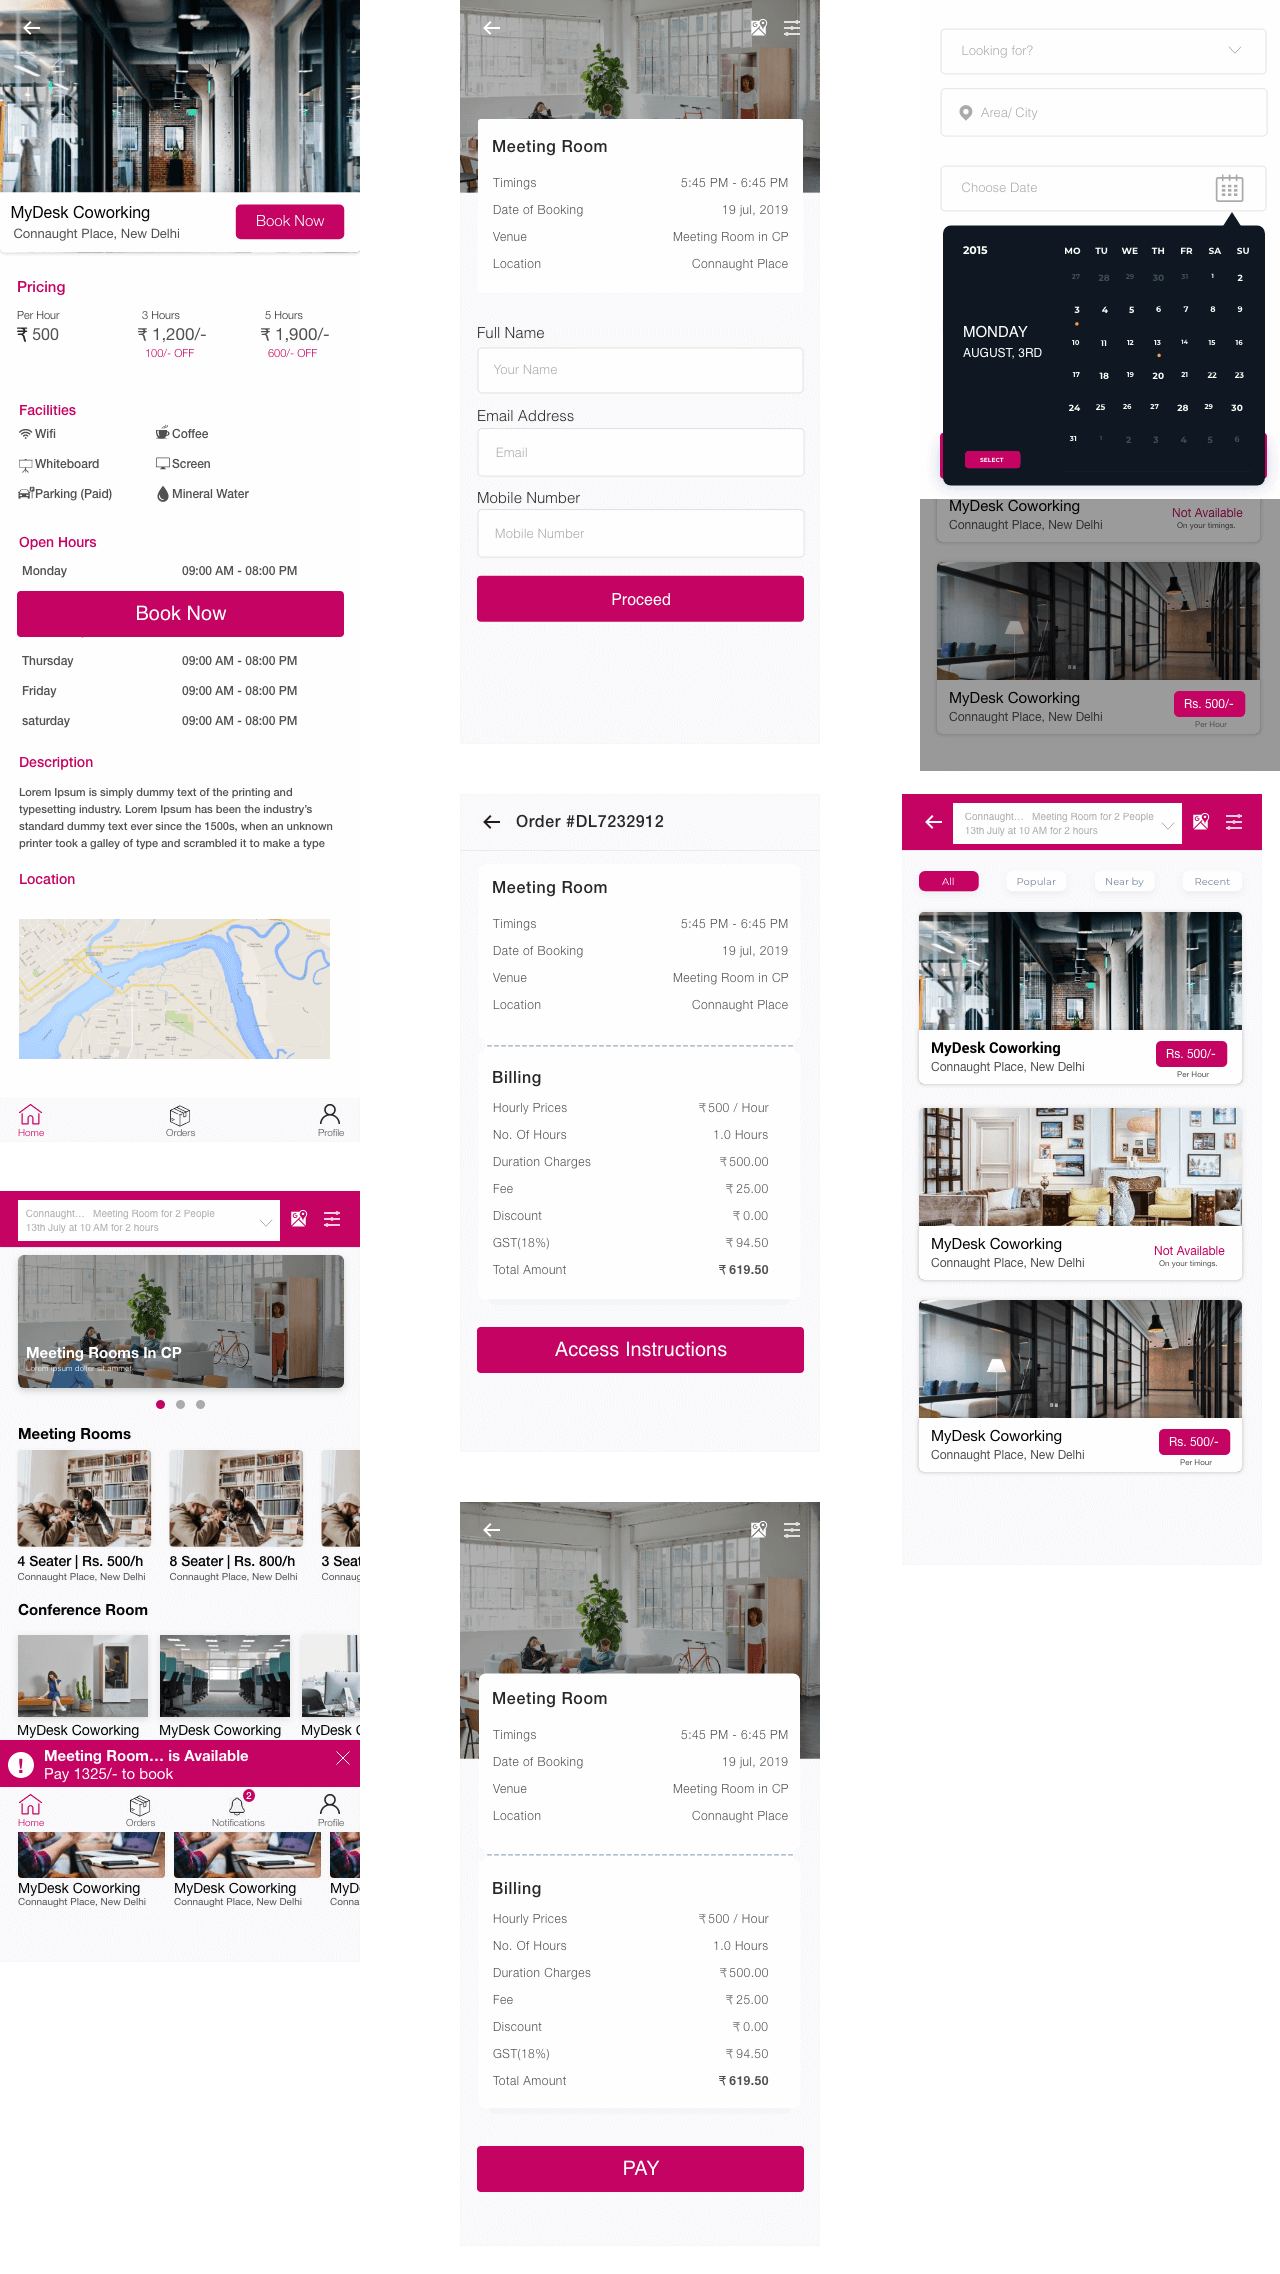 MyDesk Coworking
Connaught Place, New Delhi
Book Now
Pricing
Per Hour 3 Hours 5 Hours
₹ 500 ₹ 1,200/- ₹ 1,900/-
100/- OFF 600/- OFF
Facilities
Wifi Coffee
Whiteboard Screen
Parking (Paid) Mineral Water
Open Hours
Monday 09:00 AM - 08:00 PM
Book Now
Thursday 09:00 AM - 08:00 PM
Friday 09:00 AM - 08:00 PM
saturday 09:00 AM - 08:00 PM
Description
Lorem Ipsum is simply dummy text of the printing and
typesetting industry. Lorem Ipsum has been the industry's
standard dummy text ever since the 1500s, when an unknown
printer took a galley of type and scrambled it to make a type
Location
Home Orders Profile
Connaught... Meeting Room for 2 People
13th July at 10 AM for 2 hours
Meeting Rooms In CP
Lorem ipsum doller sit ammet
Meeting Rooms
4 Seater | Rs. 500/h 8 Seater | Rs. 800/h 3 Seat
Connaught Place, New Delhi Connaught Place, New Delhi Connaug
Conference Room
MyDesk Coworking MyDesk Coworking MyDesk C
! Meeting Room... is Available
Pay 1325/- to book
2
Home Orders Notifications Profile
MyDesk Coworking MyDesk Coworking MyD
Connaught Place, New Delhi Connaught Place, New Delhi Conna
Meeting Room
Timings 5:45 PM - 6:45 PM
Date of Booking 19 jul, 2019
Venue Meeting Room in CP
Location Connaught Place
Full Name
Your Name
Email Address
Email
Mobile Number
Mobile Number
Proceed
Order #DL7232912
Meeting Room
Timings 5:45 PM - 6:45 PM
Date of Booking 19 jul, 2019
Venue Meeting Room in CP
Location Connaught Place
Billing
Hourly Prices ₹500 / Hour
No. Of Hours 1.0 Hours
Duration Charges ₹500.00
Fee ₹ 25.00
Discount ₹ 0.00
GST(18%) ₹ 94.50
Total Amount ₹ 619.50
Access Instructions
Meeting Room
Timings 5:45 PM - 6:45 PM
Date of Booking 19 jul, 2019
Venue Meeting Room in CP
Location Connaught Place
Billing
Hourly Prices ₹500 / Hour
No. Of Hours 1.0 Hours
Duration Charges ₹500.00
Fee ₹ 25.00
Discount ₹ 0.00
GST(18%) ₹ 94.50
Total Amount ₹ 619.50
PAY
Looking for?
Area/ City
Choose Date
2015 MO TU WE TH FR SA SU
27 28 29 30 31 1 2
3 4 5 6 7 8 9
MONDAY
AUGUST, 3RD
10 11 12 13 14 15 16
17 18 19 20 21 22 23
24 25 26 27 28 29 30
31 1 2 3 4 5 6
SELECT
MyDesk Coworking Not Available
Connaught Place, New Delhi On your timings.
MyDesk Coworking Rs. 500/-
Connaught Place, New Delhi Per Hour
Connaught... Meeting Room for 2 People
13th July at 10 AM for 2 hours
All Popular Near by Recent
MyDesk Coworking Rs. 500/-
Connaught Place, New Delhi Per Hour
MyDesk Coworking Not Available
Connaught Place, New Delhi On your timings.
MyDesk Coworking Rs. 500/-
Connaught Place, New Delhi Per Hour